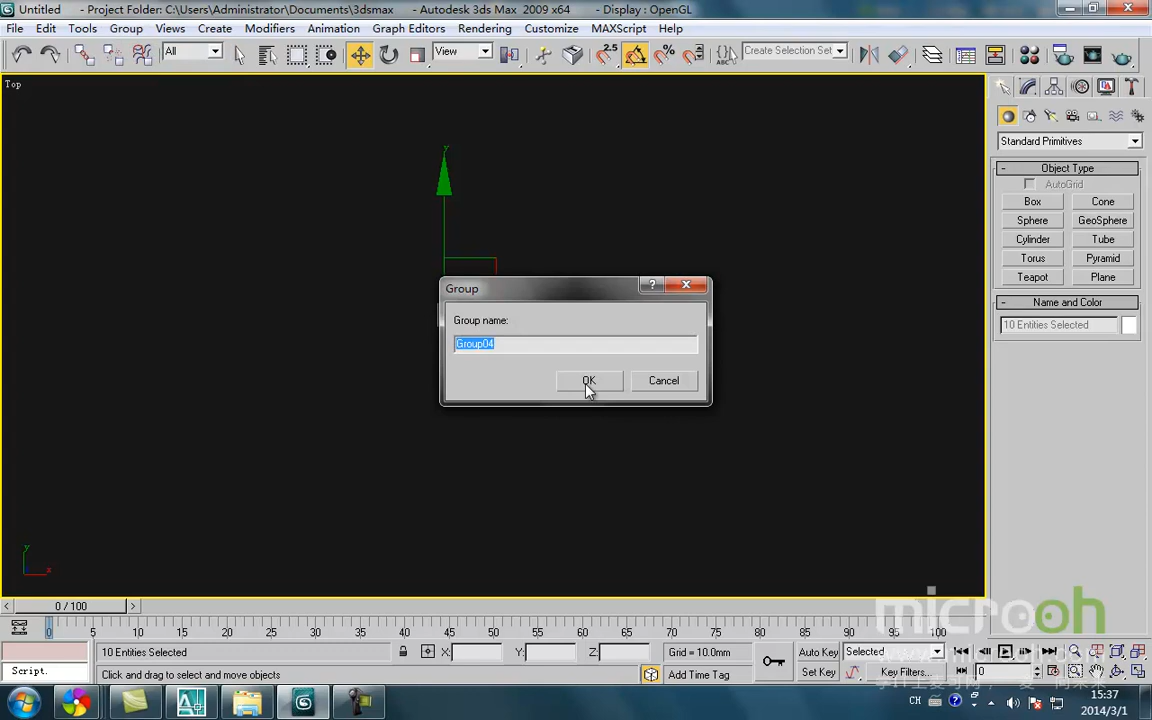 Untitled - Project Folder: C:\Users\Administrator\Documents\3dsmax - Autodesk 3ds Max 2009 x64 - Display : OpenGL
File Edit Tools Group Views Create Modifiers Animation Graph Editors Rendering Customize MAXScript Help
All View 2.5 ABC Create Selection Set
Top
y
Standard Primitives
- Object Type
AutoGrid
Box Cone
Sphere GeoSphere
Cylinder Tube
Torus Pyramid
Teapot Plane
- Name and Color
10 Entities Selected
Group
Group name:
Group04
OK Cancel
y
x
0 / 100
0 5 10 15 20 25 30 35 40 45 50 55 60 65 70 75 80 85 90 95 100
microoh
10 Entities Selected X: Y: Z: Grid = 10.0mm Auto Key Selected
Script. Click and drag to select and move objects Add Time Tag Set Key Key Filters... 0
CH 15:37
2014/3/1